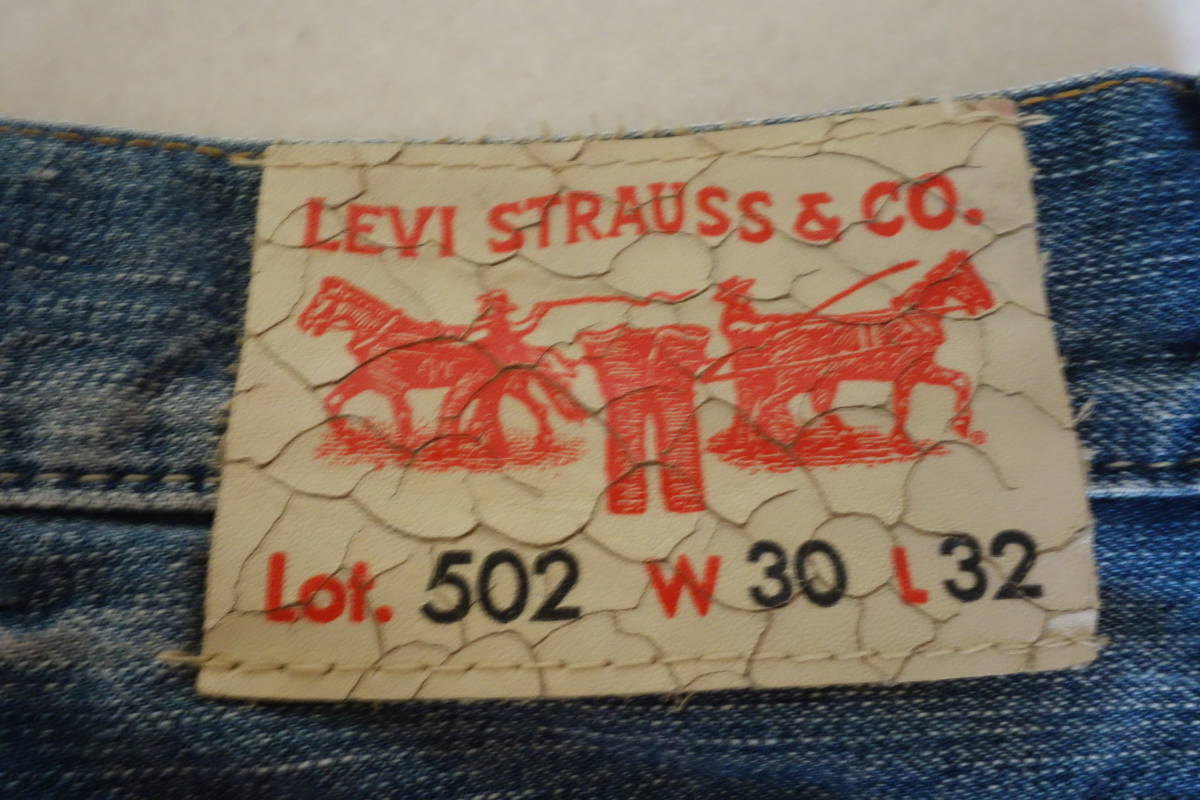 LEVI STRAUSS & CO.
®
Lot. 502 W 30 L 32